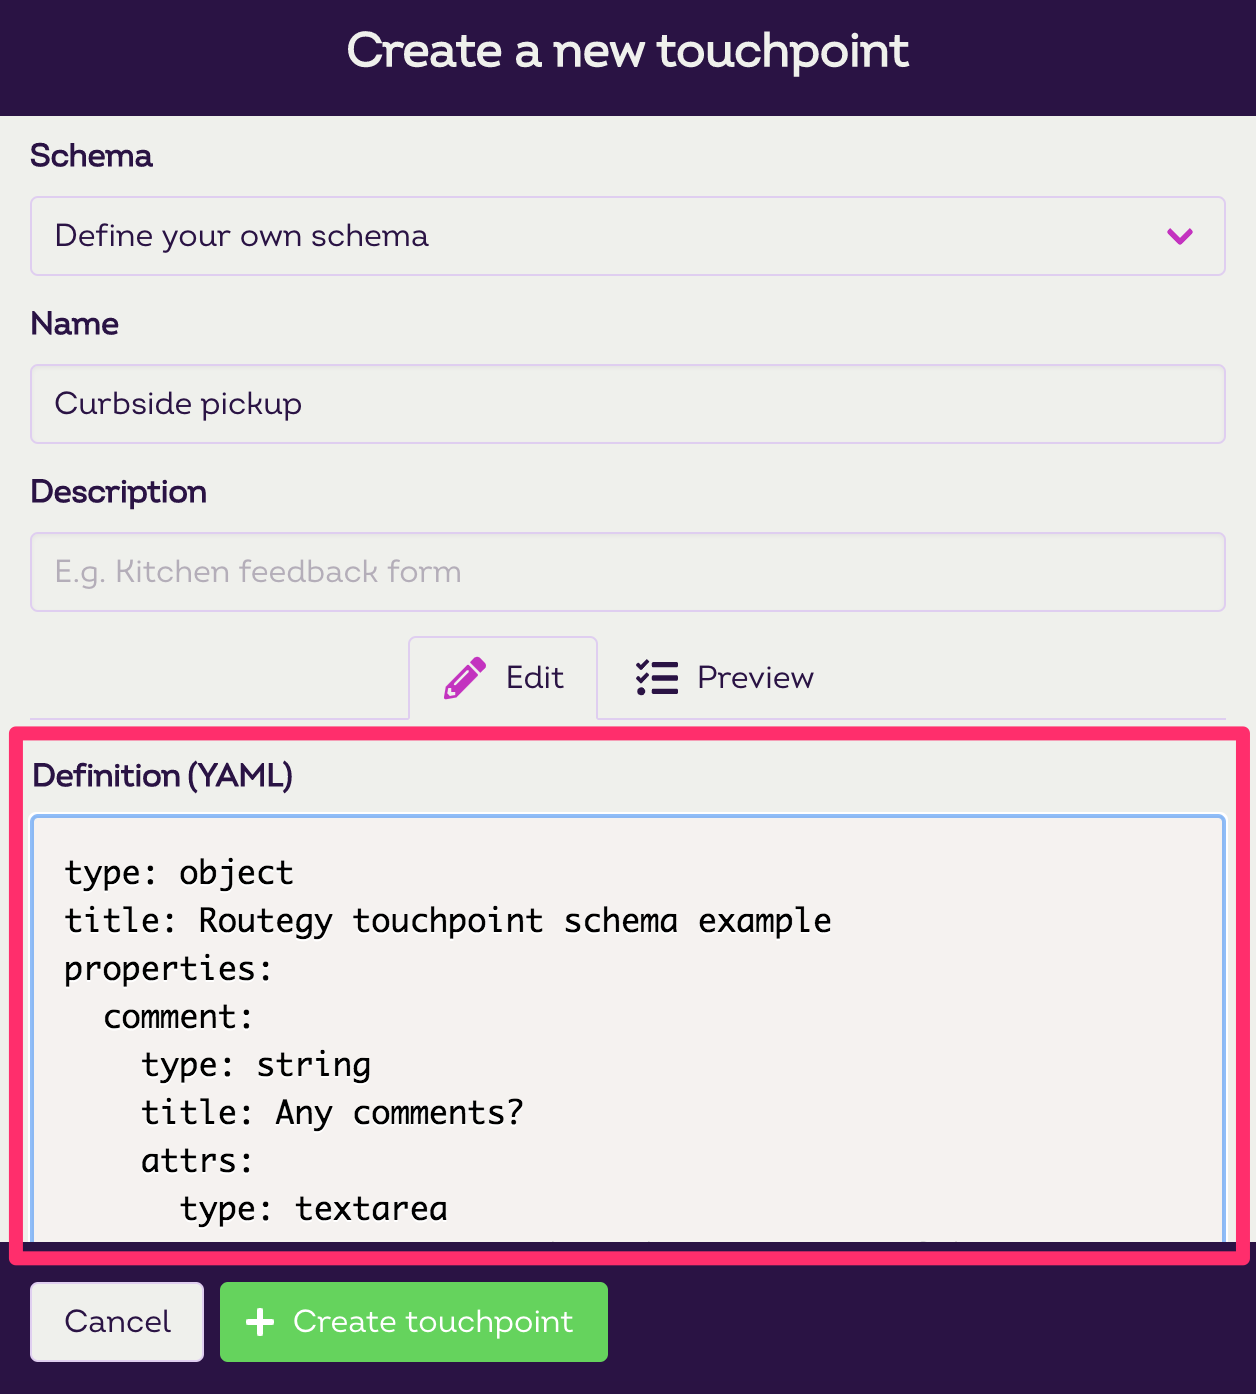 Create a new touchpoint
Schema
Define your own schema
Name
Curbside pickup
Description
E.g. Kitchen feedback form
Edit
Preview
Definition (YAML)
type: object
title: Routegy touchpoint schema example
properties:
  comment:
    type: string
    title: Any comments?
    attrs:
      type: textarea
Cancel
Create touchpoint